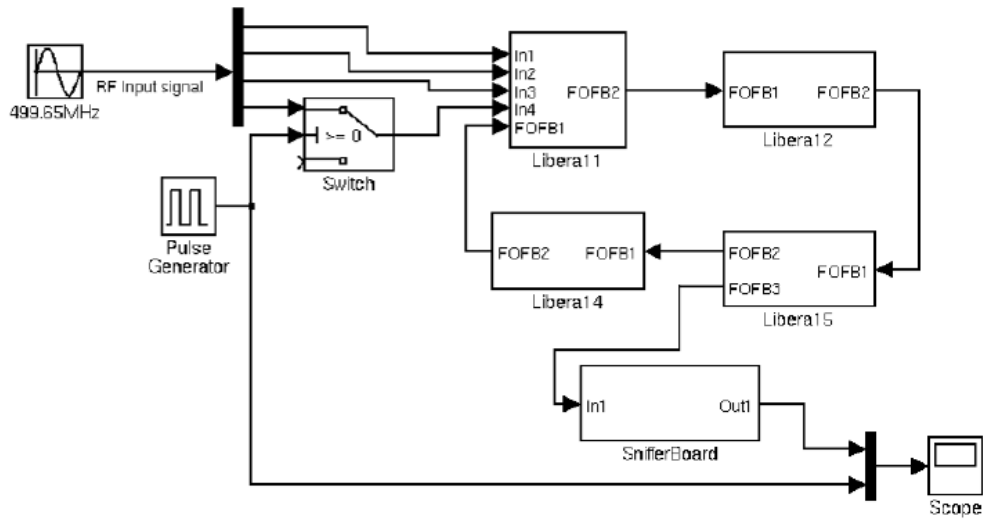 499.65MHz
RF Input signal
>= 0
Switch
Pulse
Generator
In1
In2
In3
In4
FOFB1
FOFB2
Libera11
FOFB1
FOFB2
Libera12
FOFB2
FOFB1
Libera14
FOFB2
FOFB3
FOFB1
Libera15
In1
Out1
SnifferBoard
Scope